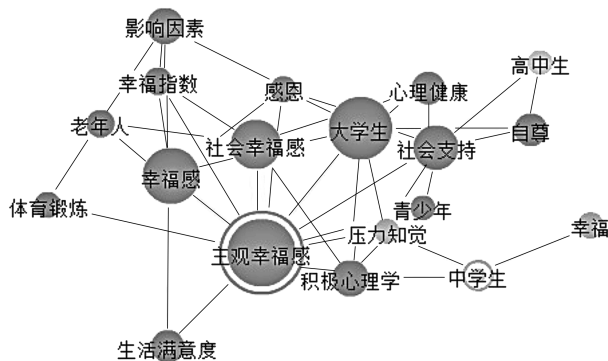 影响因素
高中生
幸福指数
感恩
心理健康
老年人
大学生
自尊
社会幸福感
社会支持
幸福感
体育锻炼
青少年
幸福
压力知觉
主观幸福感
积极心理学
中学生
生活满意度